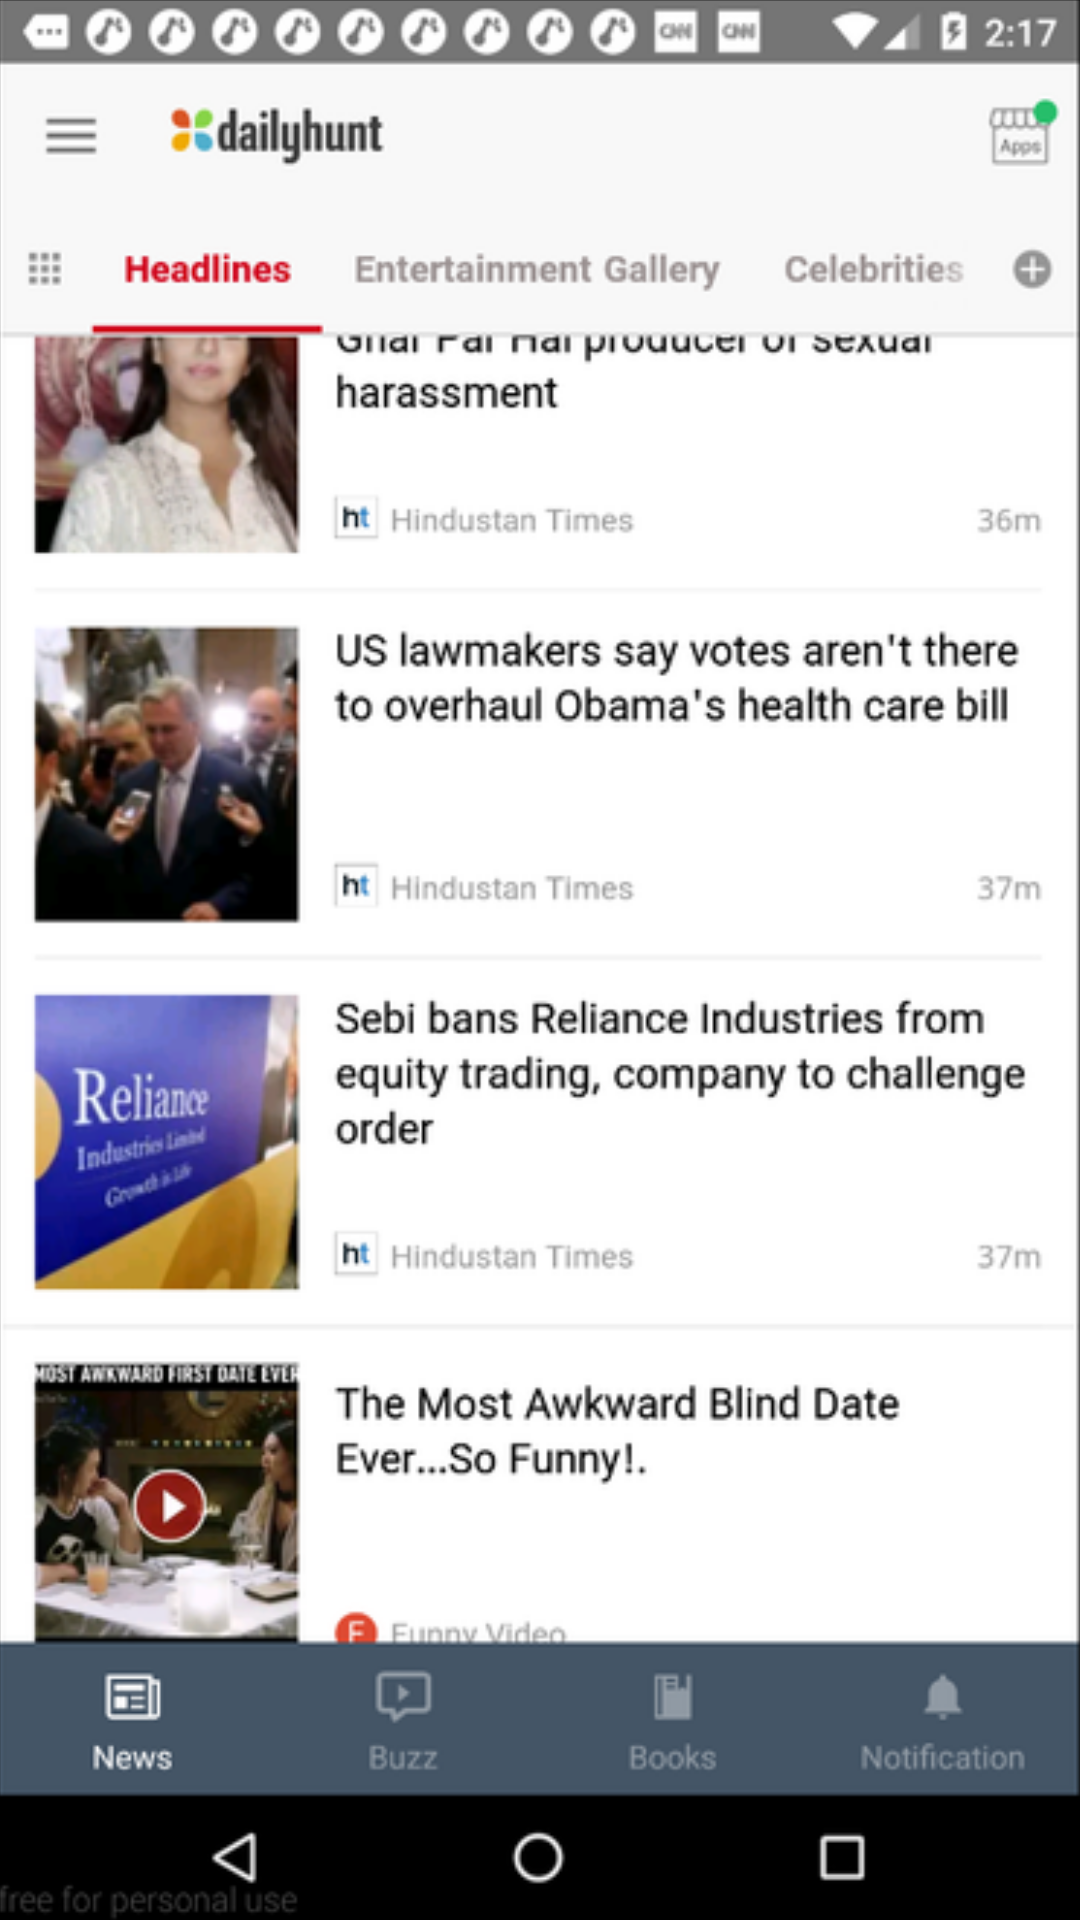 CNN CNN 2:17
dailyhunt
Apps
Headlines Entertainment Gallery Celebrities
Ghar Par Hai producer of sexual
harassment
ht Hindustan Times 36m
US lawmakers say votes aren't there
to overhaul Obama's health care bill
ht Hindustan Times 37m
Reliance
Industries Limited
Growth is Life
Sebi bans Reliance Industries from
equity trading, company to challenge
order
ht Hindustan Times 37m
MOST AWKWARD FIRST DATE EVER
The Most Awkward Blind Date
Ever...So Funny!.
F Funny Video
News Buzz Books Notification
free for personal use